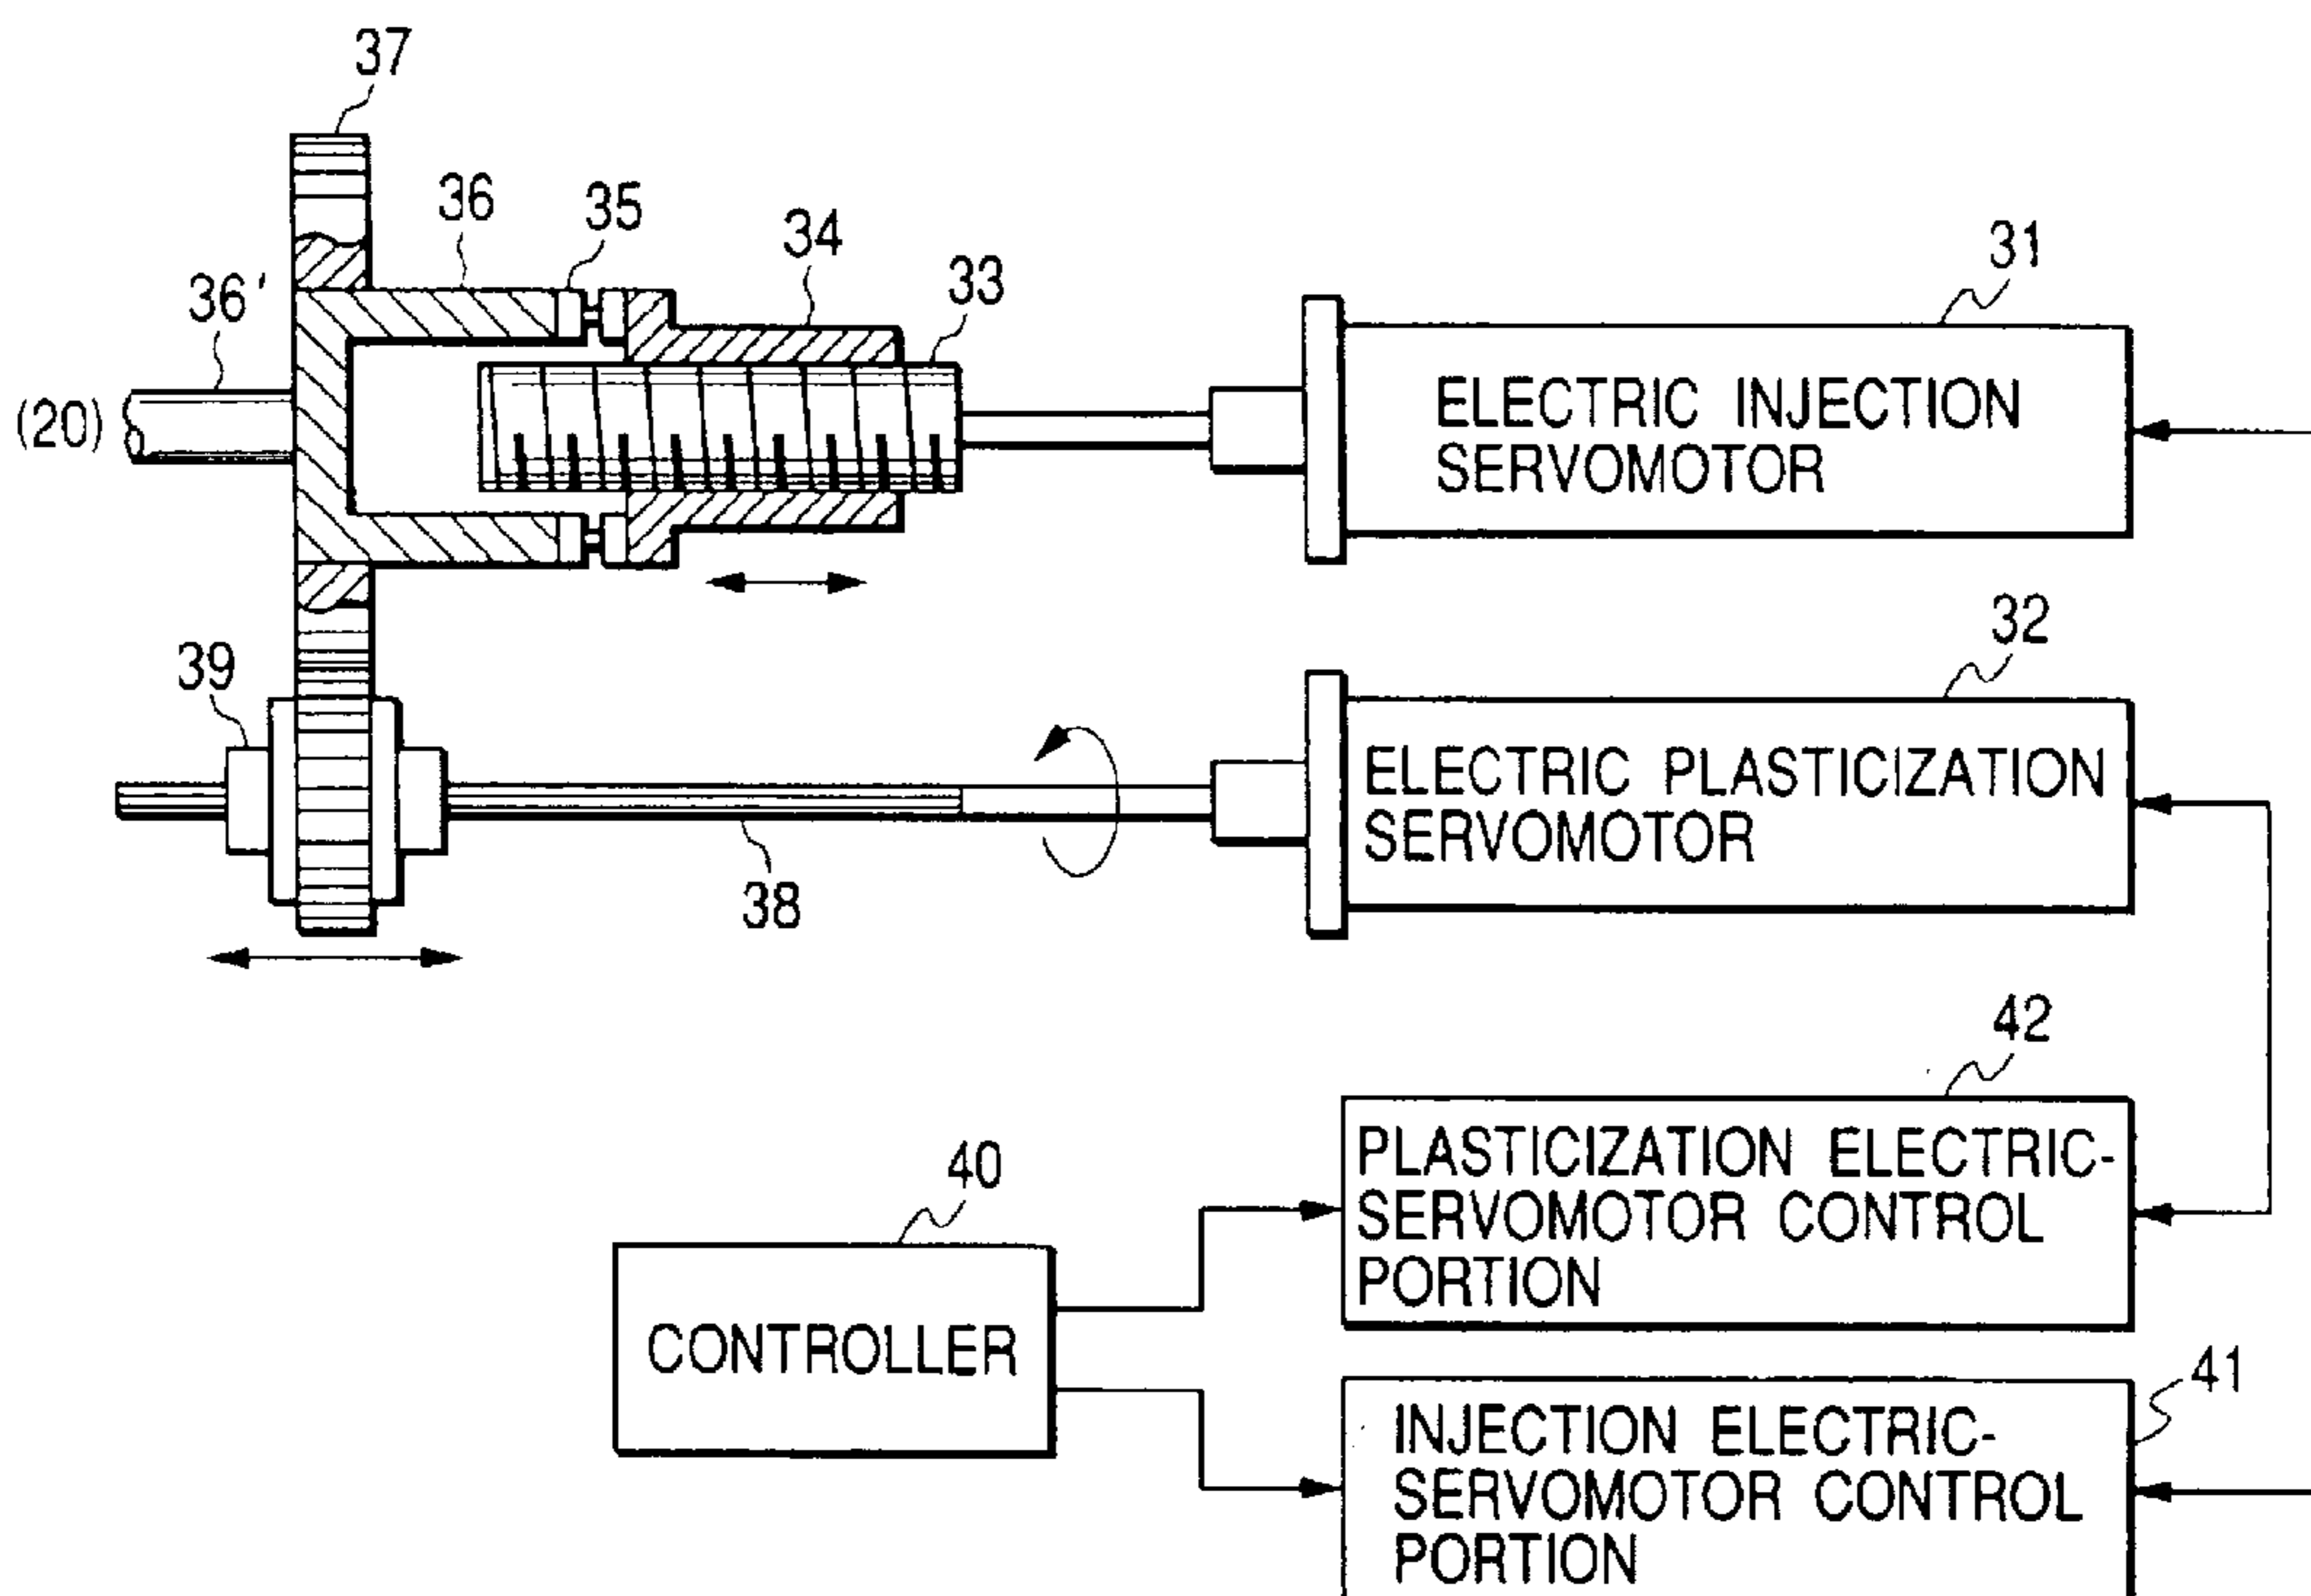 37
36
35
34
33
36'
(20)
31
ELECTRIC INJECTION
SERVOMOTOR
32
39
ELECTRIC PLASTICIZATION
SERVOMOTOR
38
42
PLASTICIZATION ELECTRIC-
SERVOMOTOR CONTROL
PORTION
40
CONTROLLER
41
INJECTION ELECTRIC-
SERVOMOTOR CONTROL
PORTION